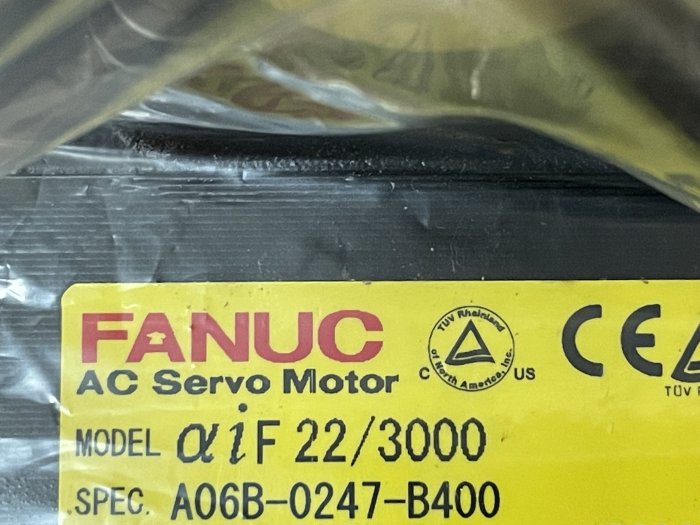 FANUC
AC Servo Motor
TÜV Rheinland
of North America, Inc.
C US
CE
TÜV
MODEL αiF 22/3000
SPEC. A06B-0247-B400